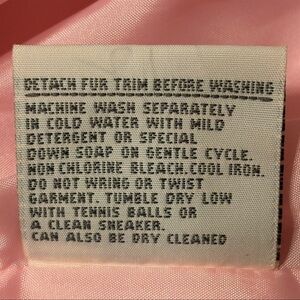 DETACH FUR TRIM BEFORE WASHING
MACHINE WASH SEPARATELY
IN COLD WATER WITH MILD
DETERGENT OR SPECIAL
DOWN SOAP ON GENTLE CYCLE.
NON CHLORINE BLEACH.COOL IRON.
DO NOT WRING OR TWIST
GARMENT. TUMBLE DRY LOW
WITH TENNIS BALLS OR
A CLEAN SNEAKER.
CAN ALSO BE DRY CLEANED